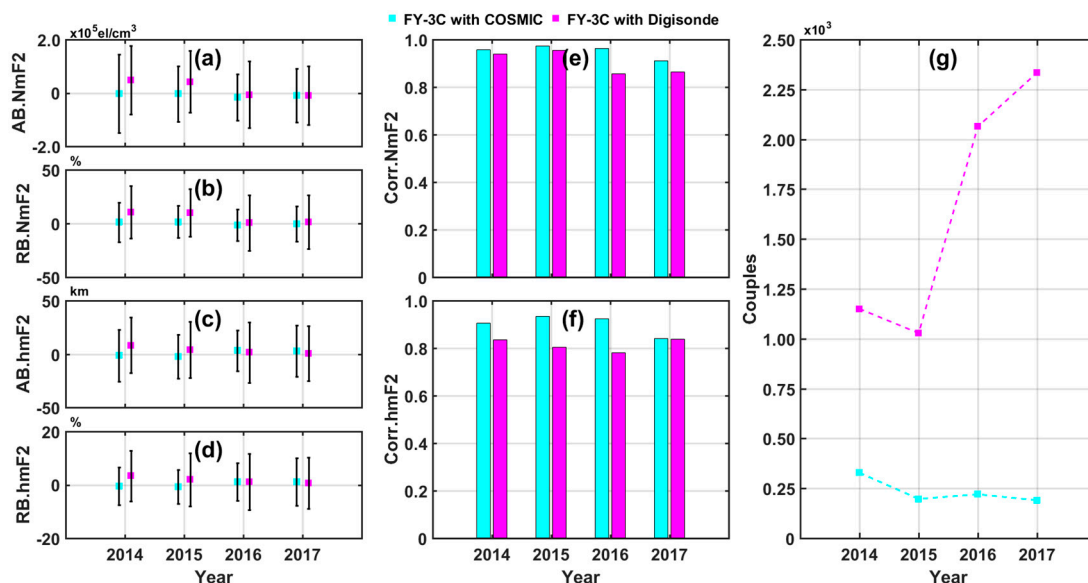 FY-3C with COSMIC FY-3C with Digisonde
x10⁵el/cm³
(a)
2.0
0
-2.0
AB.NmF2
%
(b)
50
0
-50
RB.NmF2
km
(c)
50
0
-50
AB.hmF2
%
(d)
20
0
-20
RB.hmF2
2014 2015 2016 2017
Year
(e)
1.0
0.8
0.6
0.4
0.2
0
Corr.NmF2
(f)
1.0
0.8
0.6
0.4
0.2
0
Corr.hmF2
2014 2015 2016 2017
Year
x10³
(g)
2.50
2.25
2.00
1.75
1.50
1.25
1.00
0.75
0.50
0.25
0
Couples
2014 2015 2016 2017
Year